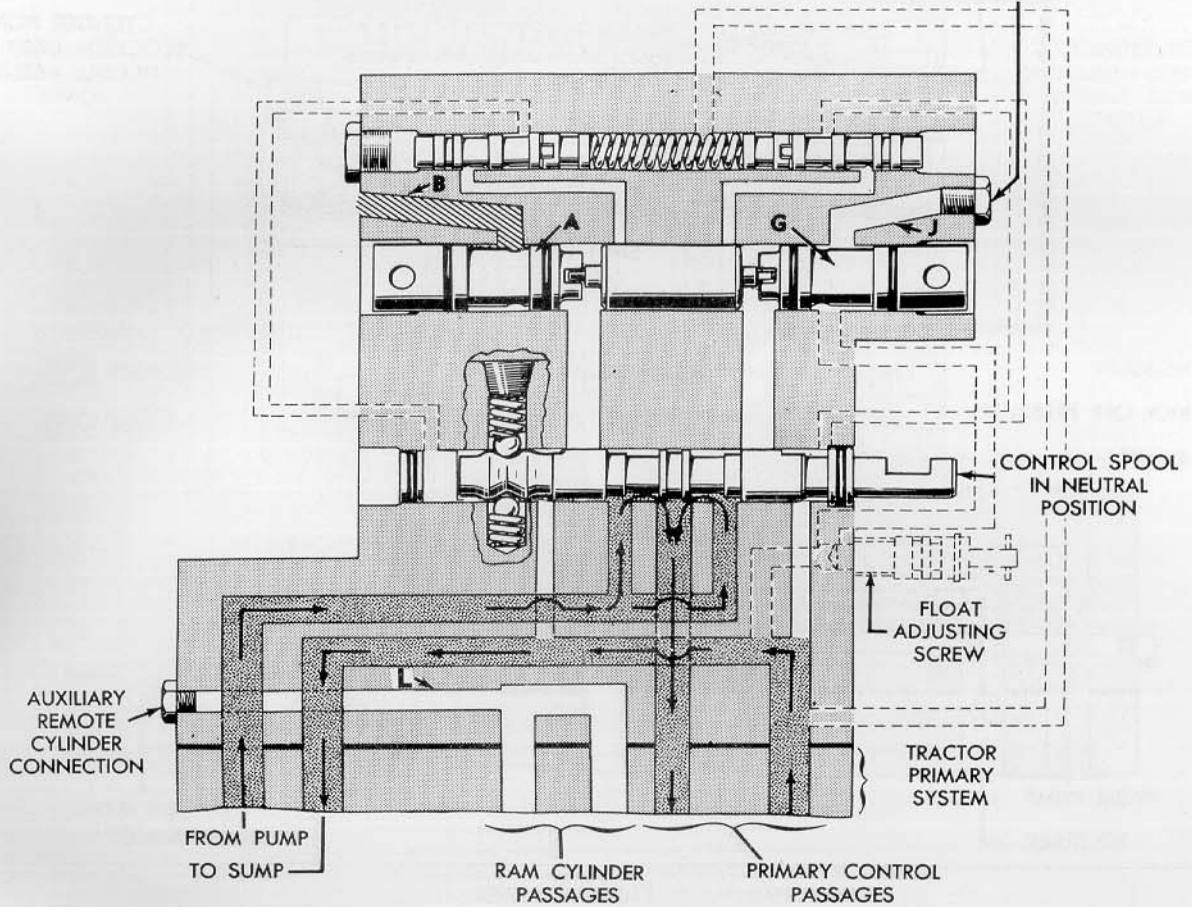 B
A
G
J
CONTROL SPOOL
IN NEUTRAL
POSITION
FLOAT
ADJUSTING
SCREW
L
AUXILIARY
REMOTE
CYLINDER
CONNECTION
TRACTOR
PRIMARY
SYSTEM
FROM PUMP
TO SUMP
RAM CYLINDER
PASSAGES
PRIMARY CONTROL
PASSAGES